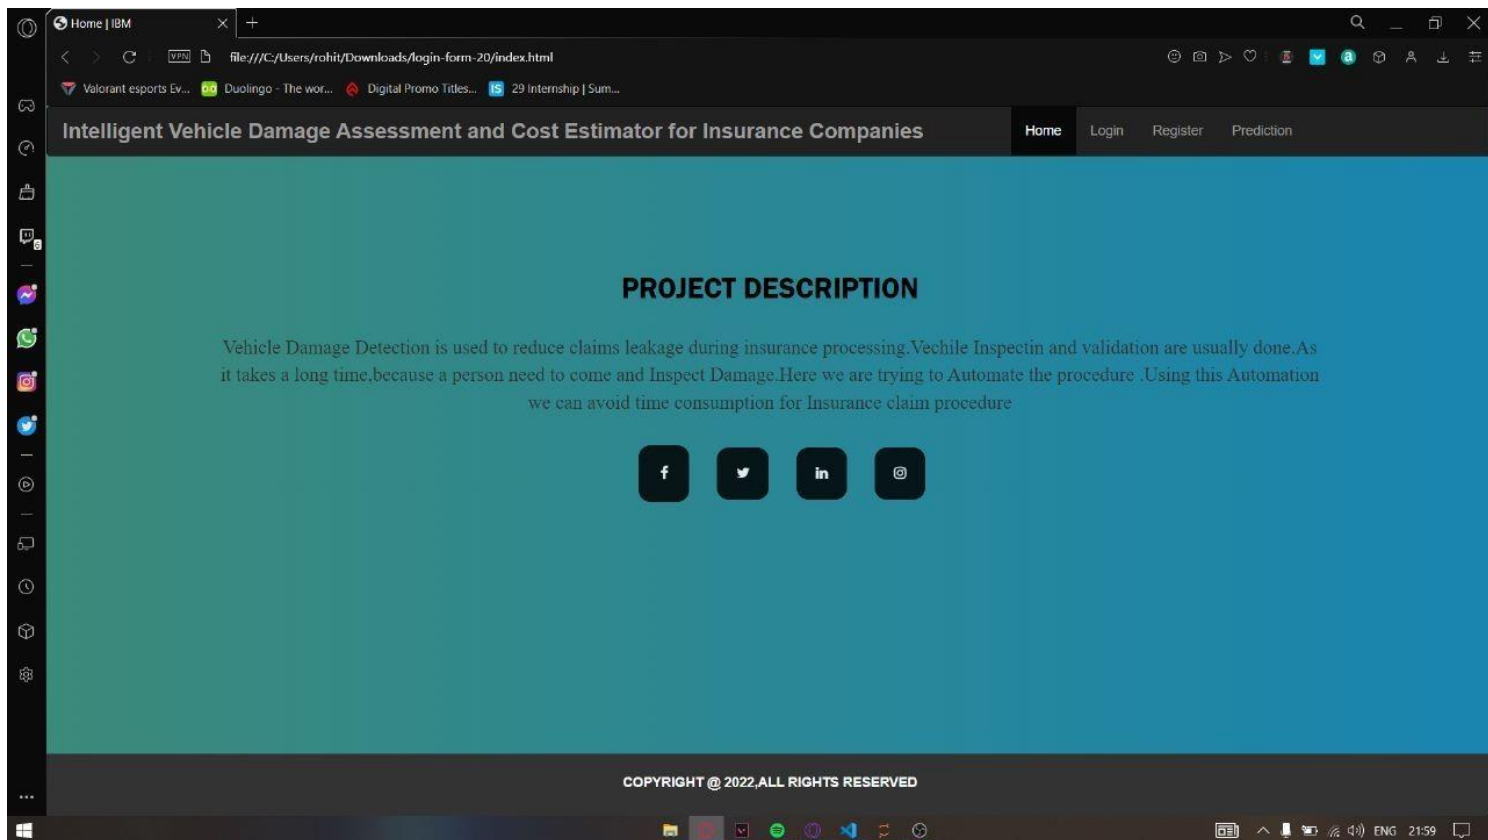 Home | IBM
VPN
file:///C:/Users/rohit/Downloads/login-form-20/index.html
Valorant esports Ev... Duolingo - The wor... Digital Promo Titles... IS 29 Internship | Sum...
Intelligent Vehicle Damage Assessment and Cost Estimator for Insurance Companies Home Login Register Prediction
PROJECT DESCRIPTION
Vehicle Damage Detection is used to reduce claims leakage during insurance processing.Vechile Inspectin and validation are usually done.As
it takes a long time,because a person need to come and Inspect Damage.Here we are trying to Automate the procedure .Using this Automation
we can avoid time consumption for Insurance claim procedure
COPYRIGHT @ 2022,ALL RIGHTS RESERVED
ENG 21:59